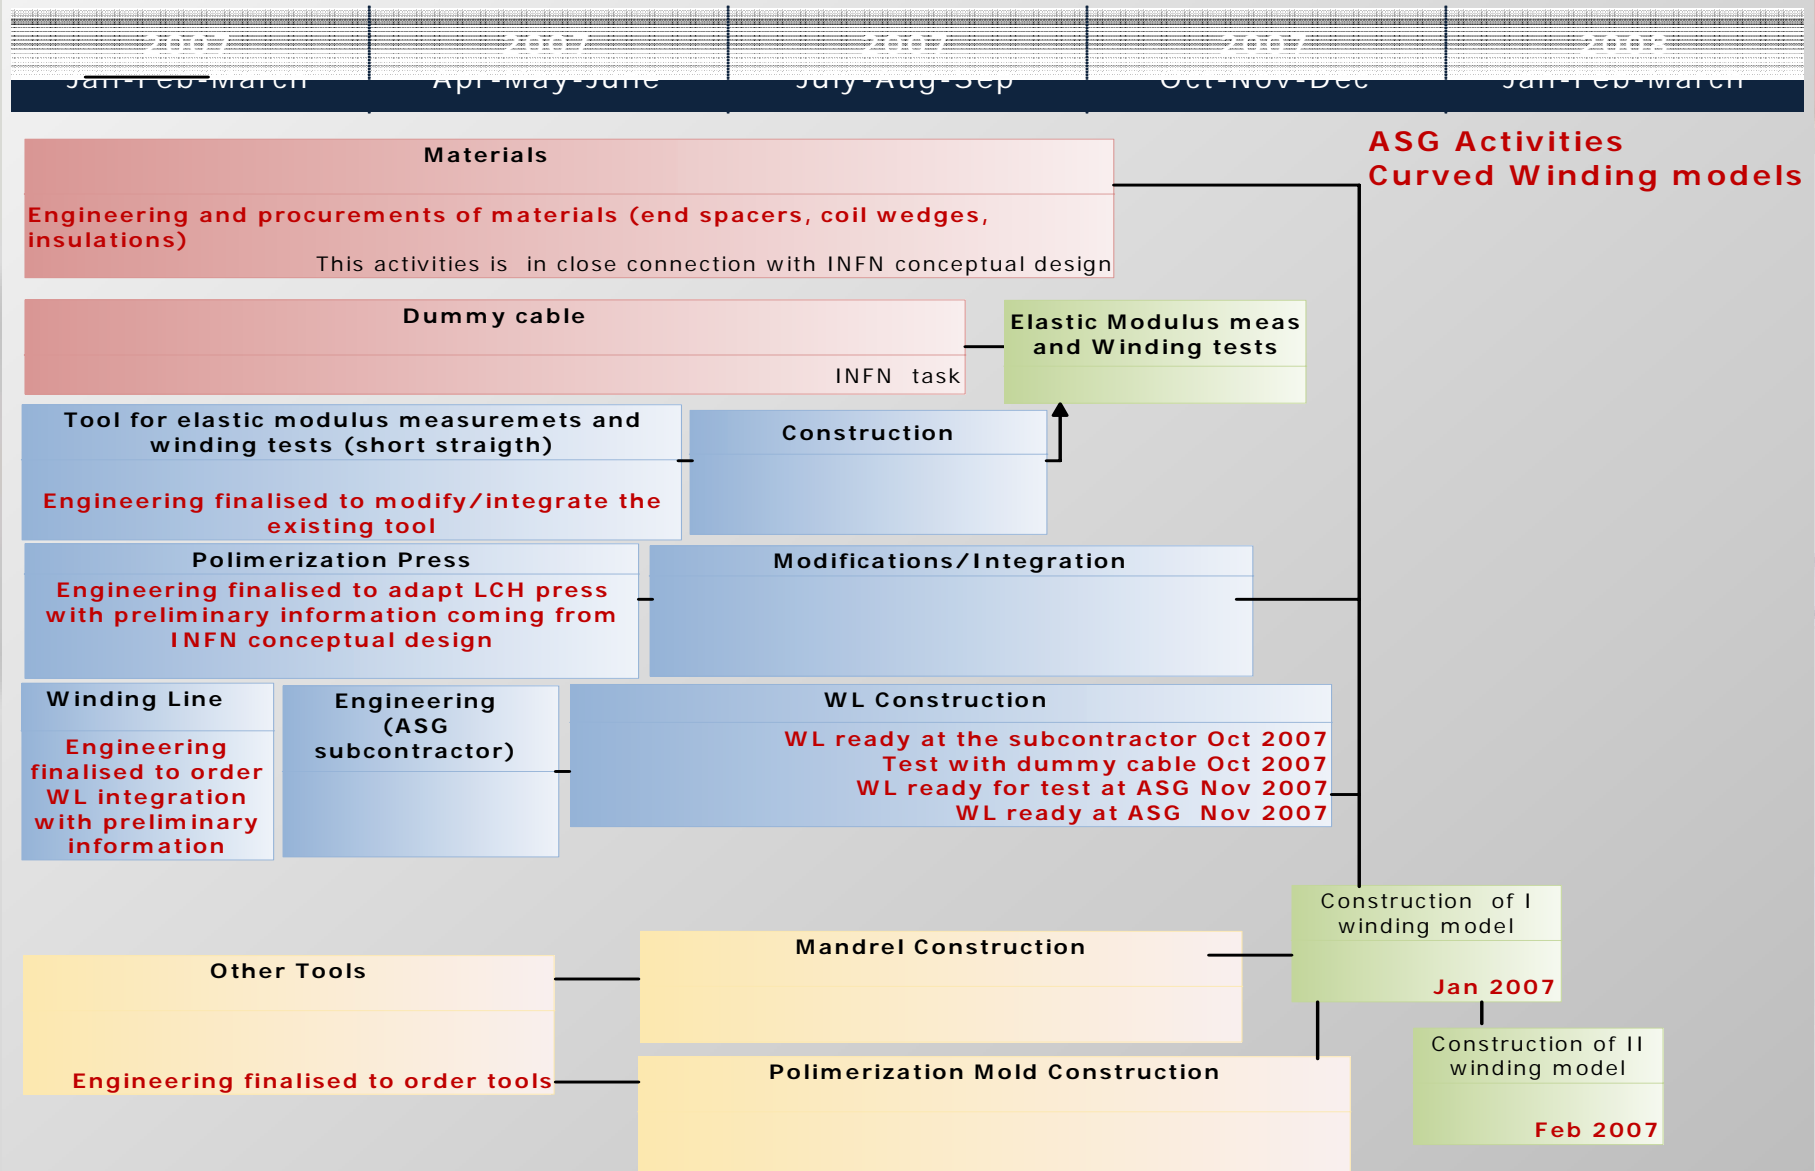 2007
2007
2007
2007
2008
Jan-Feb-March
Apr-May-June
July-Aug-Sep
Oct-Nov-Dec
Jan-Feb-March
ASG Activities
Curved Winding models
Materials
Engineering and procurements of materials (end spacers, coil wedges,
insulations)
This activities is in close connection with INFN conceptual design
Dummy cable
INFN task
Elastic Modulus meas
and Winding tests
Tool for elastic modulus measuremets and
winding tests (short straigth)
Engineering finalised to modify/integrate the
existing tool
Construction
Polimerization Press
Engineering finalised to adapt LCH press
with preliminary information coming from
INFN conceptual design
Modifications/Integration
Winding Line
Engineering
finalised to order
WL integration
with preliminary
information
Engineering
(ASG
subcontractor)
WL Construction
WL ready at the subcontractor Oct 2007
Test with dummy cable Oct 2007
WL ready for test at ASG Nov 2007
WL ready at ASG Nov 2007
Construction of I
winding model
Jan 2007
Other Tools
Engineering finalised to order tools
Mandrel Construction
Polimerization Mold Construction
Construction of II
winding model
Feb 2007